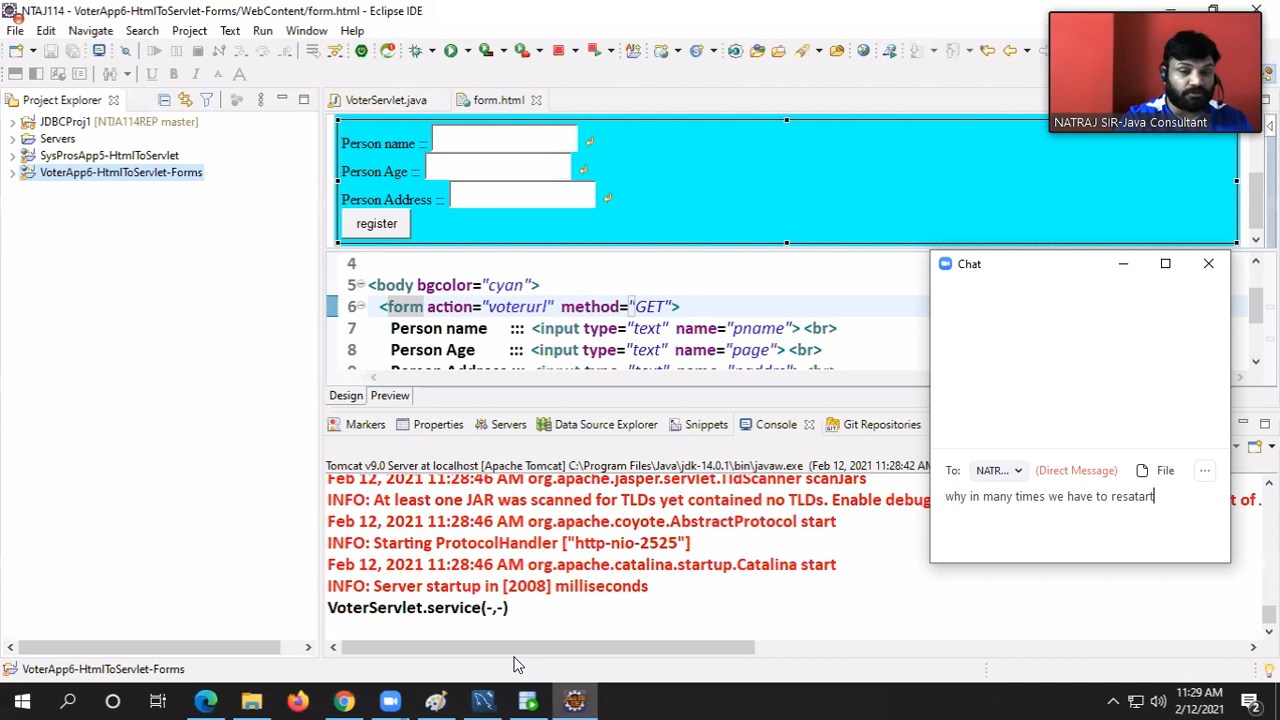 NTAJ114 - VoterApp6-HtmlToServlet-Forms/WebContent/form.html - Eclipse IDE
File Edit Navigate Search Project Text Run Window Help
NATRAJ SIR-Java Consultant
Project Explorer
JDBCProj1 [NTJA114REP master]
Servers
SysProsApp5-HtmlToServlet
VoterApp6-HtmlToServlet-Forms
VoterServlet.java form.html
Person name :::
Person Age :::
Person Address :::
register
4
5 <body bgcolor="cyan">
6 <form action="voterurl" method="GET">
7 Person name ::: <input type="text" name="pname"> <br>
8 Person Age ::: <input type="text" name="page"> <br>
Design Preview
Markers Properties Servers Data Source Explorer Snippets Console Git Repositories
Tomcat v9.0 Server at localhost [Apache Tomcat] C:\Program Files\Java\jdk-14.0.1\bin\javaw.exe (Feb 12, 2021 11:28:42 AM
Feb 12, 2021 11:28:46 AM org.apache.jasper.servlet.TldScanner scanJars
INFO: At least one JAR was scanned for TLDs yet contained no TLDs. Enable debug
Feb 12, 2021 11:28:46 AM org.apache.coyote.AbstractProtocol start
INFO: Starting ProtocolHandler ["http-nio-2525"]
Feb 12, 2021 11:28:46 AM org.apache.catalina.startup.Catalina start
INFO: Server startup in [2008] milliseconds
VoterServlet.service(-,-)
Chat
To: NATR... (Direct Message) File
why in many times we have to resatart
VoterApp6-HtmlToServlet-Forms
11:29 AM
2/12/2021
2